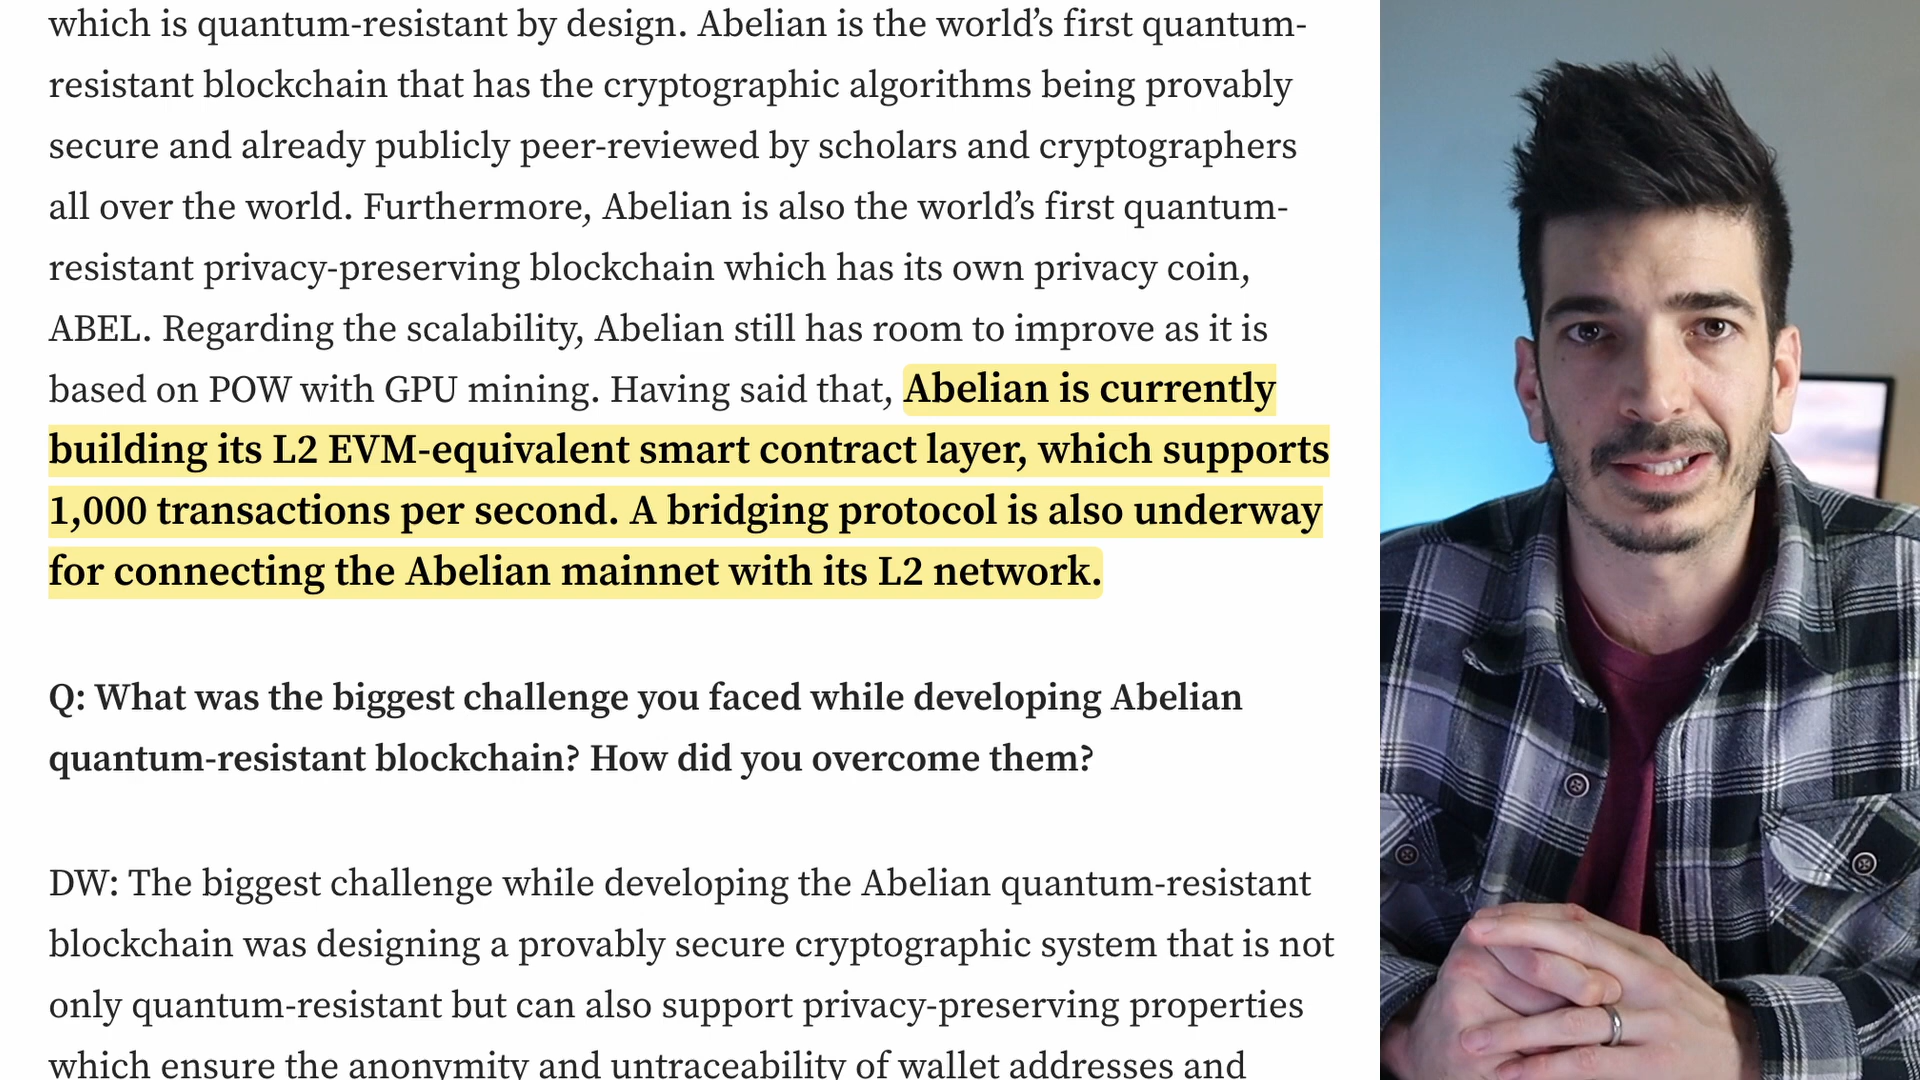 which is quantum-resistant by design. Abelian is the world’s first quantum-
resistant blockchain that has the cryptographic algorithms being provably
secure and already publicly peer-reviewed by scholars and cryptographers
all over the world. Furthermore, Abelian is also the world’s first quantum-
resistant privacy-preserving blockchain which has its own privacy coin,
ABEL. Regarding the scalability, Abelian still has room to improve as it is
based on POW with GPU mining. Having said that, Abelian is currently
building its L2 EVM-equivalent smart contract layer, which supports
1,000 transactions per second. A bridging protocol is also underway
for connecting the Abelian mainnet with its L2 network.
Q: What was the biggest challenge you faced while developing Abelian
quantum-resistant blockchain? How did you overcome them?
DW: The biggest challenge while developing the Abelian quantum-resistant
blockchain was designing a provably secure cryptographic system that is not
only quantum-resistant but can also support privacy-preserving properties
which ensure the anonymity and untraceability of wallet addresses and